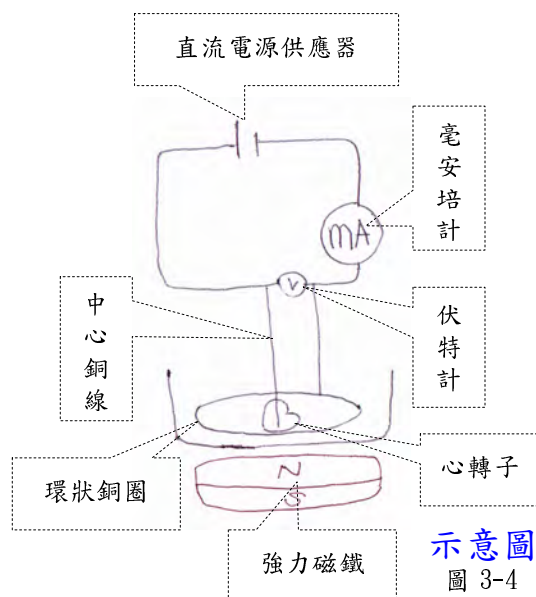 直流電源供應器
毫安培計
mA
V
中心銅線
伏特計
環狀銅圈
心轉子
N
S
強力磁鐵
示意圖
圖 3-4